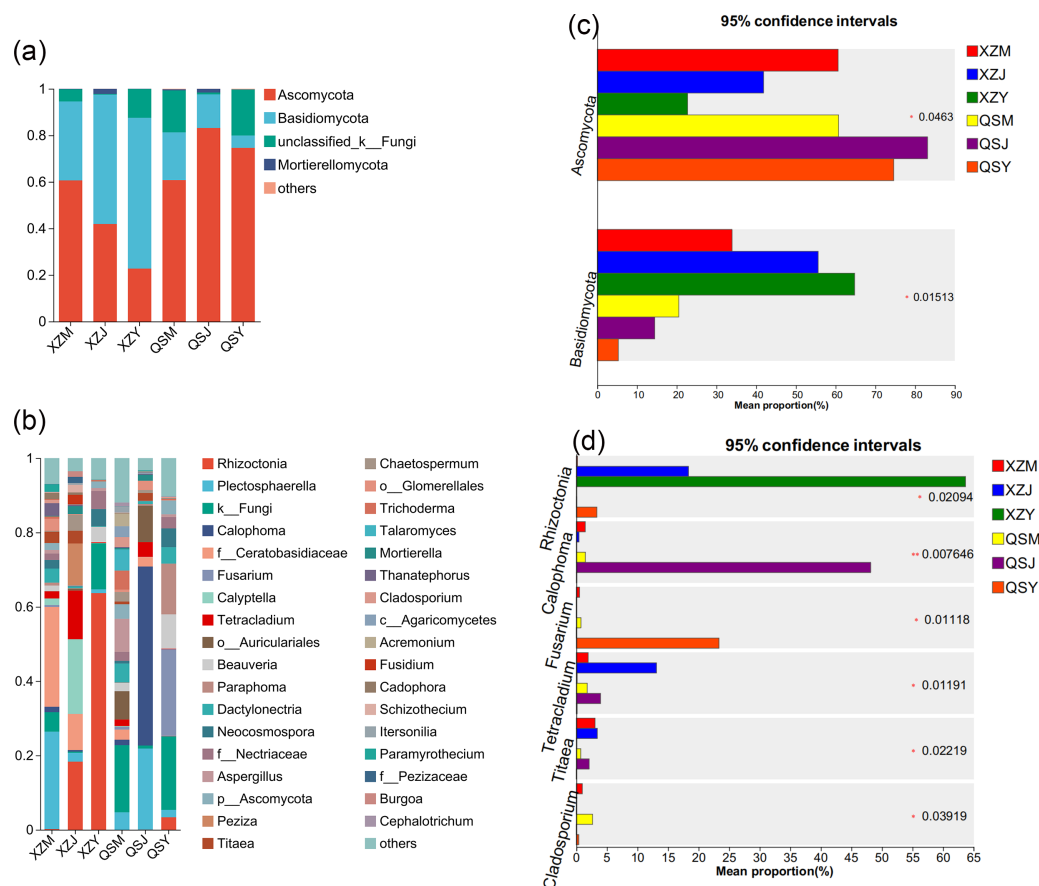 (a)
1
0.8
0.6
0.4
0.2
0
XZM
XZJ
XZY
QSM
QSJ
QSY
Ascomycota
Basidiomycota
unclassified_k__Fungi
Mortierellomycota
others
(c)
95% confidence intervals
Ascomycota
Basidiomycota
0.0463
0.01513
0
10
20
30
40
50
60
70
80
90
Mean proportion(%)
XZM
XZJ
XZY
QSM
QSJ
QSY
(b)
1
0.8
0.6
0.4
0.2
0
XZM
XZJ
XZY
QSM
QSJ
QSY
Rhizoctonia
Plectosphaerella
k__Fungi
Calophoma
f__Ceratobasidiaceae
Fusarium
Calyptella
Tetracladium
o__Auriculariales
Beauveria
Paraphoma
Dactylonectria
Neocosmospora
f__Nectriaceae
Aspergillus
p__Ascomycota
Peziza
Titaea
Chaetospermum
o__Glomerellales
Trichoderma
Talaromyces
Mortierella
Thanatephorus
Cladosporium
c__Agaricomycetes
Acremonium
Fusidium
Cadophora
Schizothecium
Itersonilia
Paramyrothecium
f__Pezizaceae
Burgoa
Cephalotrichum
others
(d)
95% confidence intervals
Rhizoctonia
Calophoma
Fusarium
Tetracladium
Titaea
Cladosporium
* 0.02094
** 0.007646
* 0.01118
* 0.01191
* 0.02219
* 0.03919
0
5
10
15
20
25
30
35
40
45
50
55
60
65
Mean proportion(%)
XZM
XZJ
XZY
QSM
QSJ
QSY